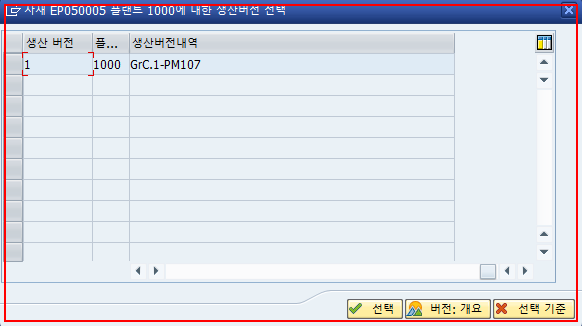 자재 EP050005 플랜트 1000에 대한 생산버전 선택
생산 버전 플... 생산버전내역
1 1000 GrC.1-PM107
선택 버전: 개요 선택 기준